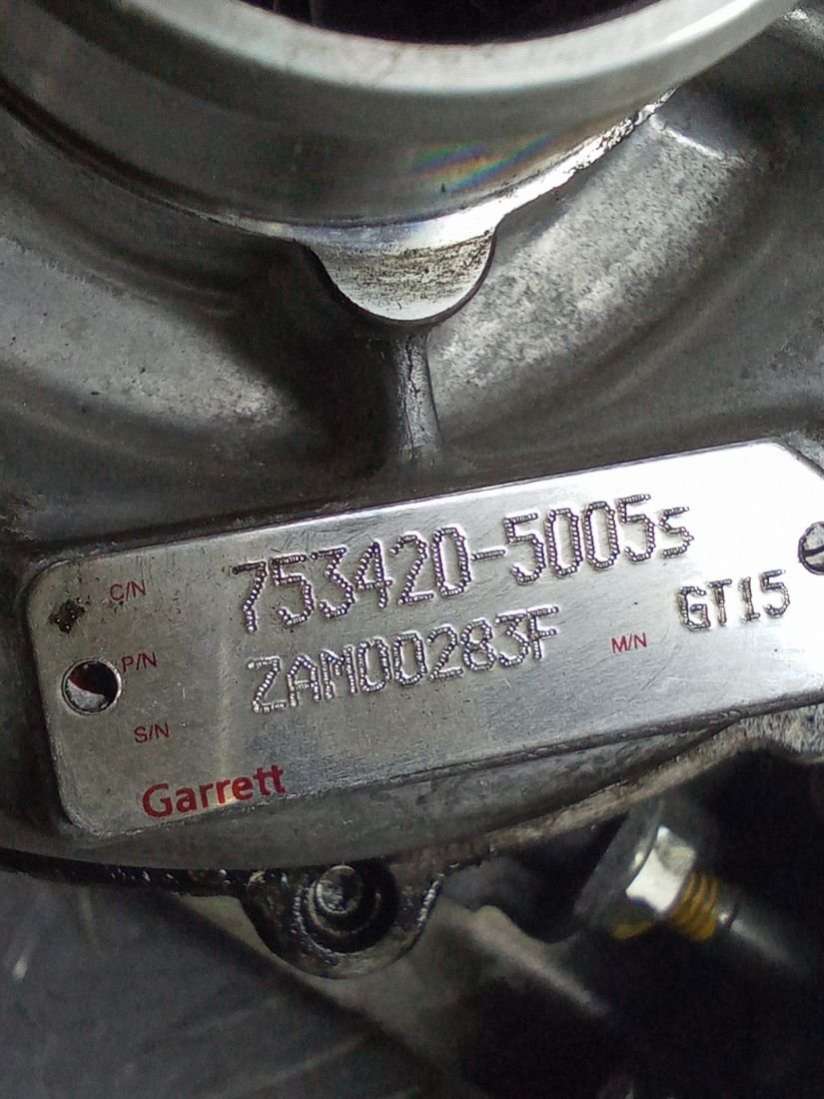 C/N
753420-5005s
P/N
ZAM00283F
M/N
GT15
S/N
Garrett